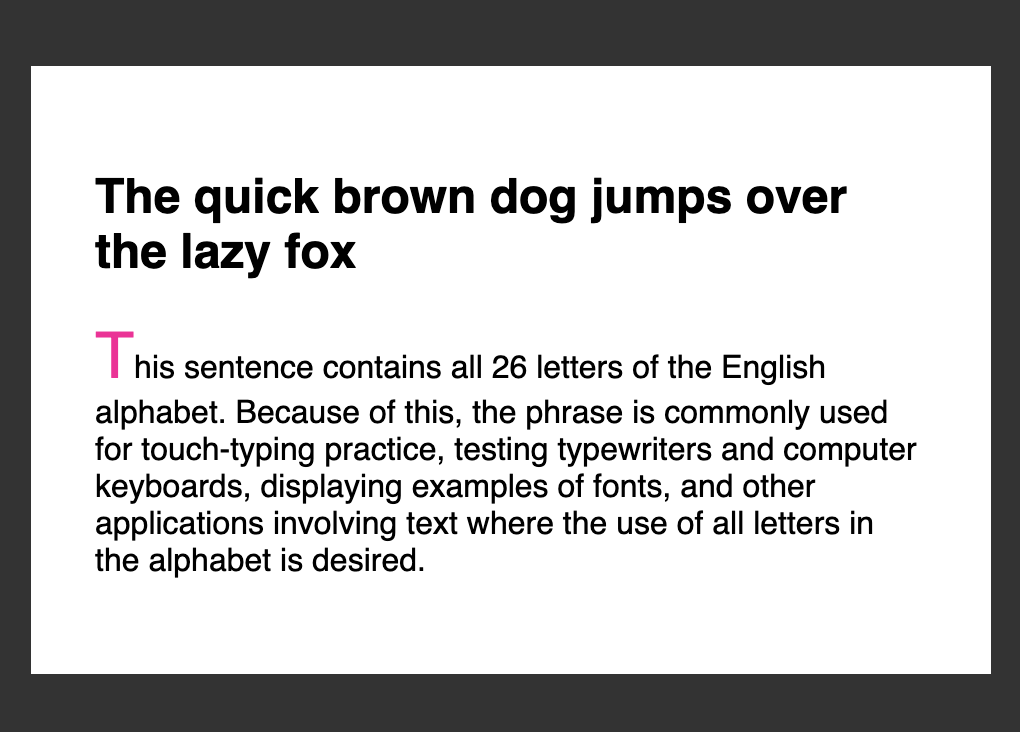 The quick brown dog jumps over
the lazy fox
This sentence contains all 26 letters of the English
alphabet. Because of this, the phrase is commonly used
for touch-typing practice, testing typewriters and computer
keyboards, displaying examples of fonts, and other
applications involving text where the use of all letters in
the alphabet is desired.